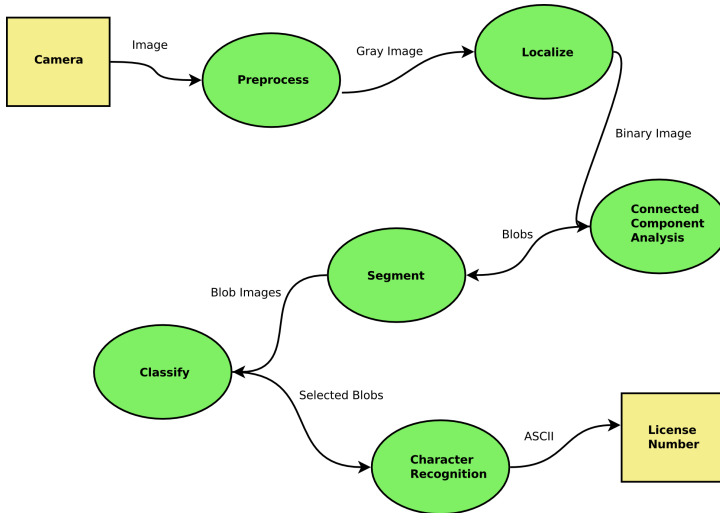 Camera
Image
Preprocess
Gray Image
Localize
Binary Image
Connected
Component
Analysis
Blobs
Segment
Blob Images
Classify
Selected Blobs
Character
Recognition
ASCII
License
Number